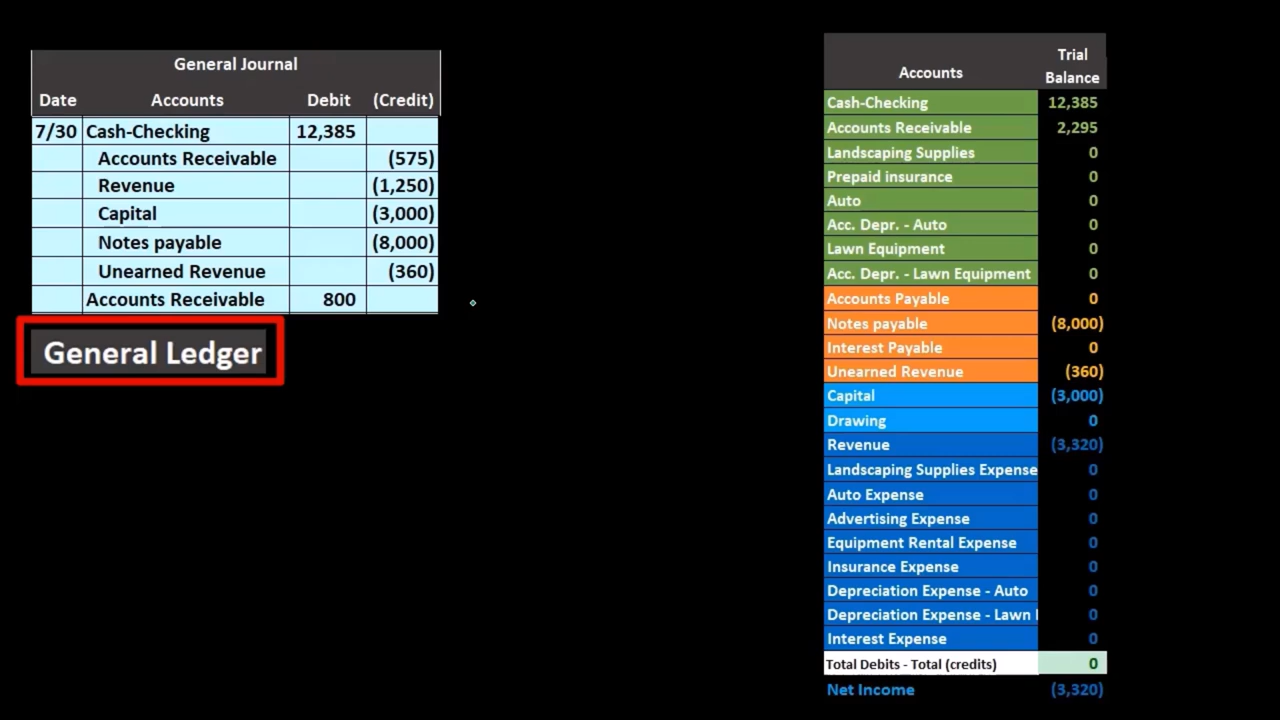 General Journal
Date Accounts Debit (Credit)
7/30 Cash-Checking 12,385
Accounts Receivable (575)
Revenue (1,250)
Capital (3,000)
Notes payable (8,000)
Unearned Revenue (360)
Accounts Receivable 800
General Ledger
Trial
Accounts Balance
Cash-Checking 12,385
Accounts Receivable 2,295
Landscaping Supplies 0
Prepaid insurance 0
Auto 0
Acc. Depr. - Auto 0
Lawn Equipment 0
Acc. Depr. - Lawn Equipment 0
Accounts Payable 0
Notes payable (8,000)
Interest Payable 0
Unearned Revenue (360)
Capital (3,000)
Drawing 0
Revenue (3,320)
Landscaping Supplies Expense 0
Auto Expense 0
Advertising Expense 0
Equipment Rental Expense 0
Insurance Expense 0
Depreciation Expense - Auto 0
Depreciation Expense - Lawn 0
Interest Expense 0
Total Debits - Total (credits) 0
Net Income (3,320)